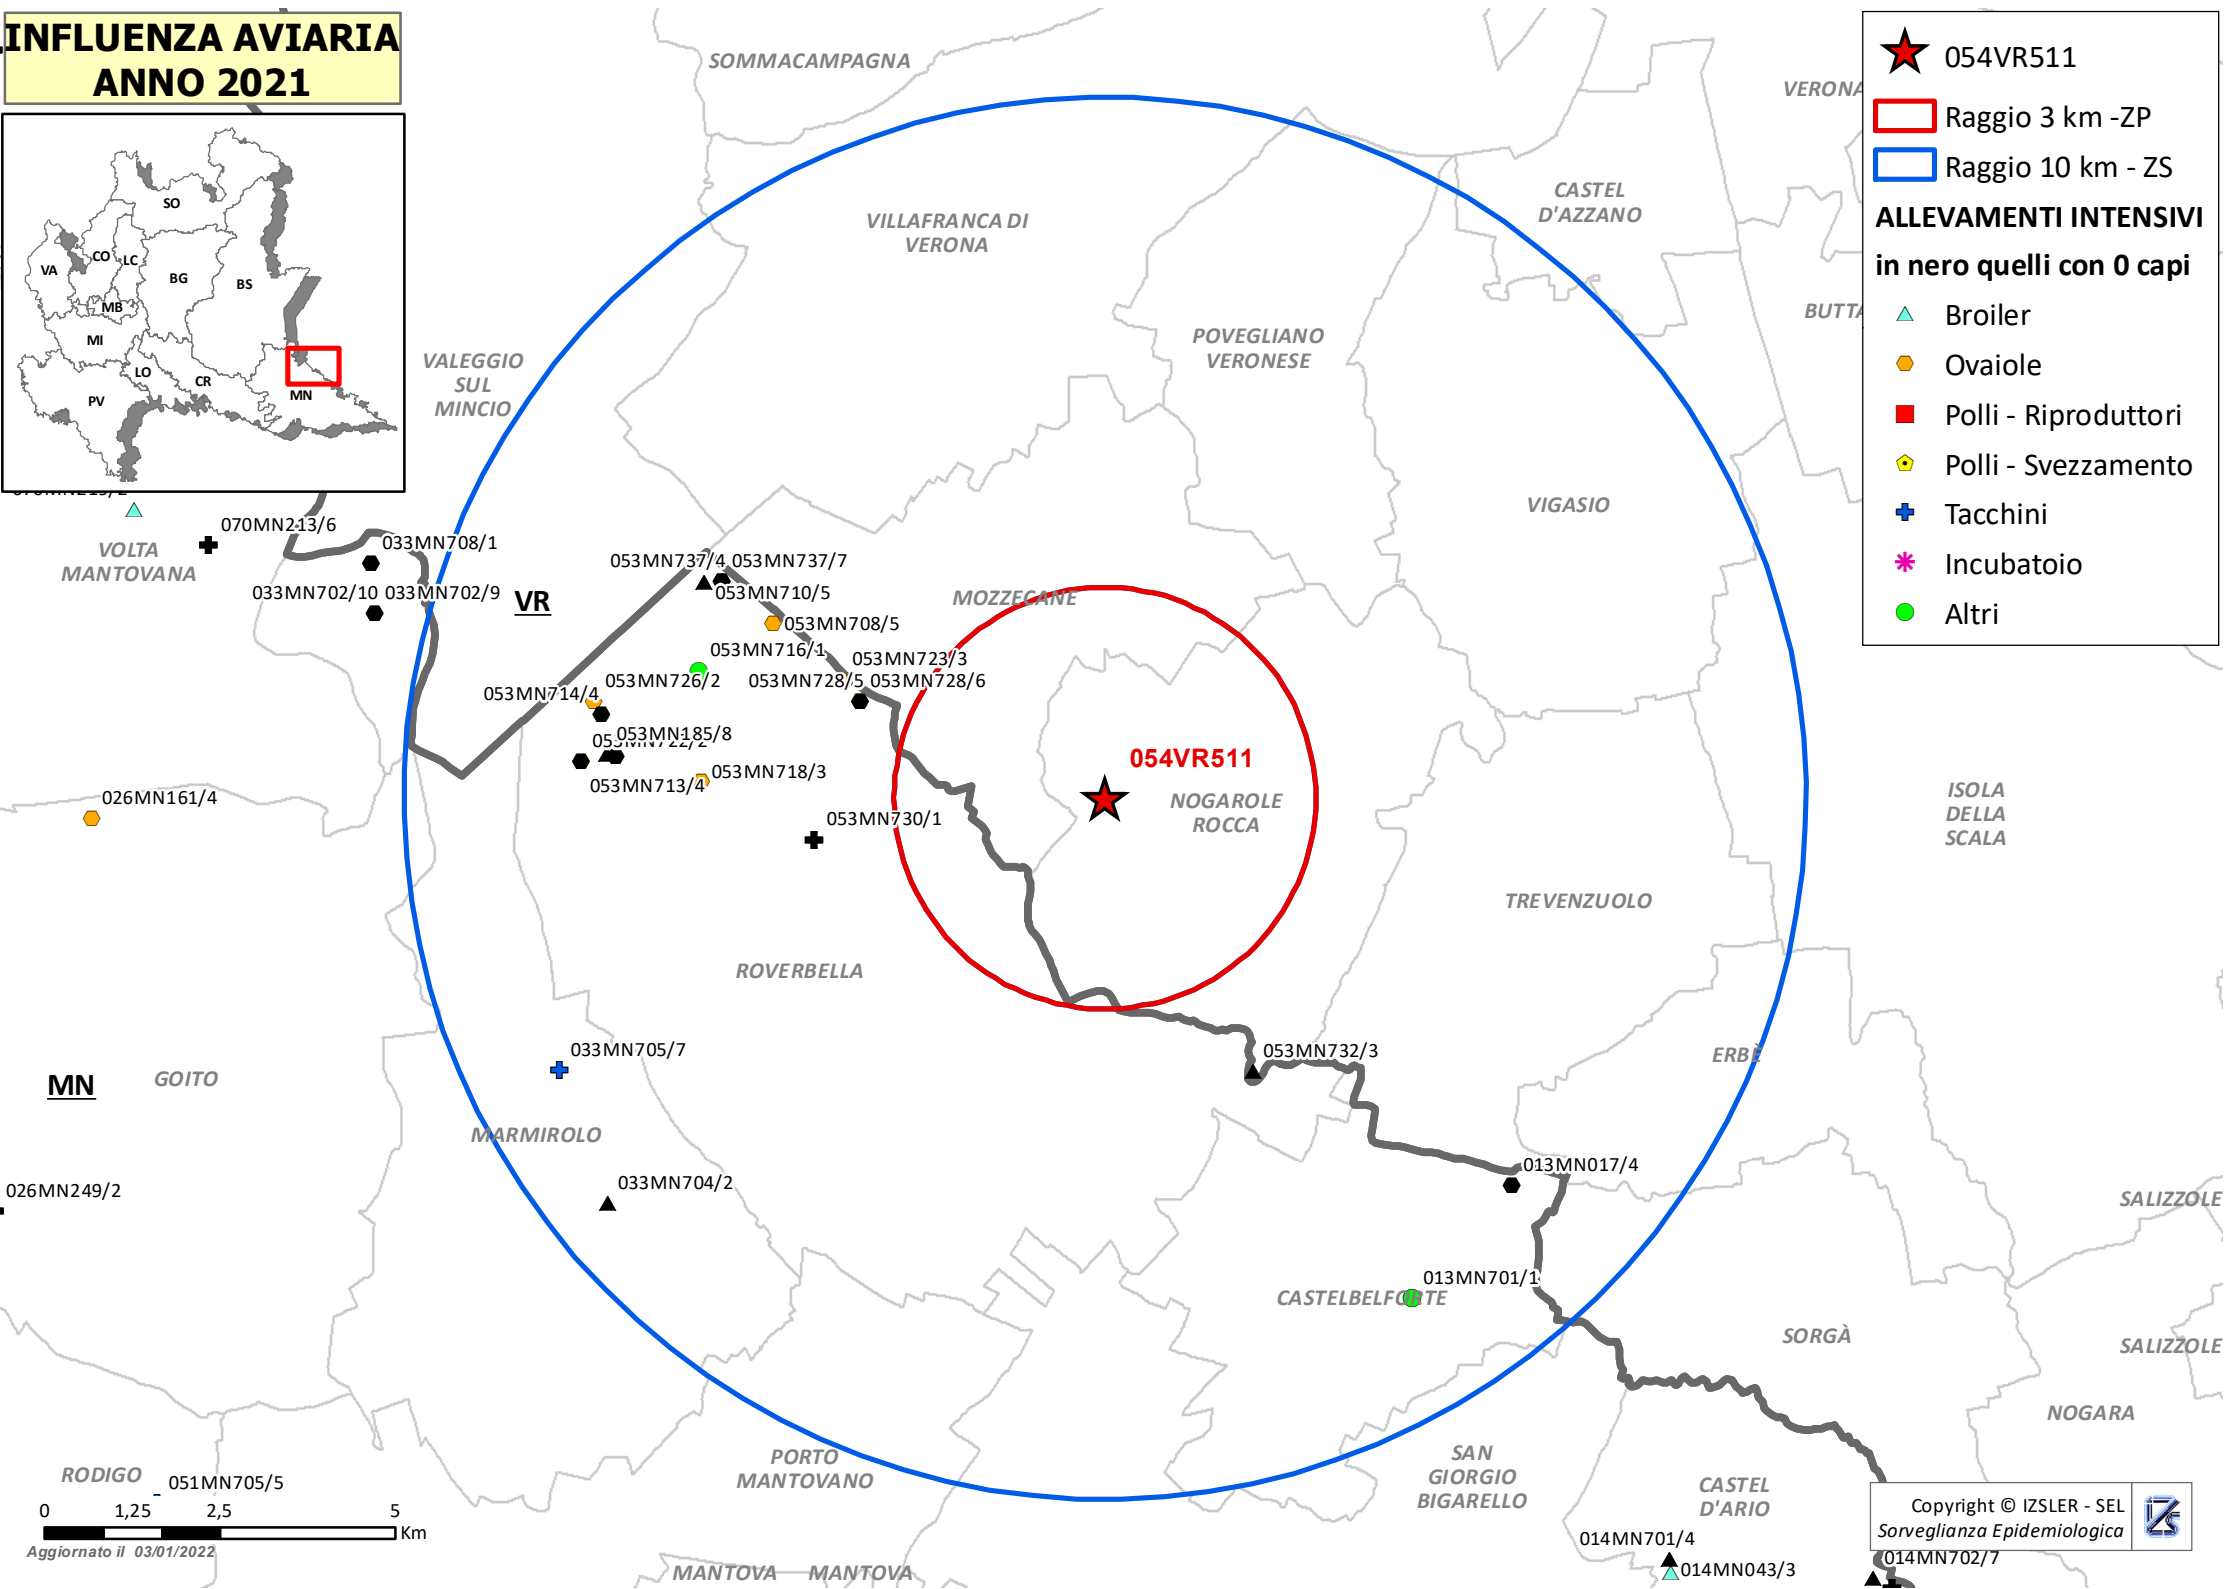 INFLUENZA AVIARIA
ANNO 2021
SO
VA
CO
LC
BG
BS
MB
MI
LO
CR
PV
MN
054VR511
Raggio 3 km -ZP
Raggio 10 km - ZS
ALLEVAMENTI INTENSIVI
in nero quelli con 0 capi
Broiler
Ovaiole
Polli - Riproduttori
Polli - Svezzamento
Tacchini
Incubatoio
Altri
SOMMACAMPAGNA
VERONA
CASTEL
D'AZZANO
VILLAFRANCA DI
VERONA
BUTTA
POVEGLIANO
VERONESE
VALEGGIO
SUL
MINCIO
VIGASIO
070MN213/6
033MN708/1
VOLTA
MANTOVANA
053MN737/4
053MN737/7
033MN702/10
033MN702/9
VR
053MN710/5
MOZZECANE
053MN708/5
053MN716/1
053MN723/3
053MN714/4
053MN726/2
053MN728/5
053MN728/6
053MN185/8
053MN718/3
053MN713/4
054VR511
026MN161/4
053MN730/1
NOGAROLE
ROCCA
ISOLA
DELLA
SCALA
TREVENZUOLO
ROVERBELLA
033MN705/7
053MN732/3
ERBÈ
MN
GOITO
MARMIROLO
026MN249/2
033MN704/2
013MN017/4
SALIZZOLE
013MN701/1
CASTELBELFORTE
SORGÀ
SALIZZOLE
NOGARA
RODIGO
051MN705/5
PORTO
MANTOVANO
SAN
GIORGIO
BIGARELLO
CASTEL
D'ARIO
0 1,25 2,5 5
Km
Aggiornato il 03/01/2022
MANTOVA
MANTOVA
014MN701/4
014MN043/3
014MN702/7
Copyright © IZSLER - SEL
Sorveglianza Epidemiologica